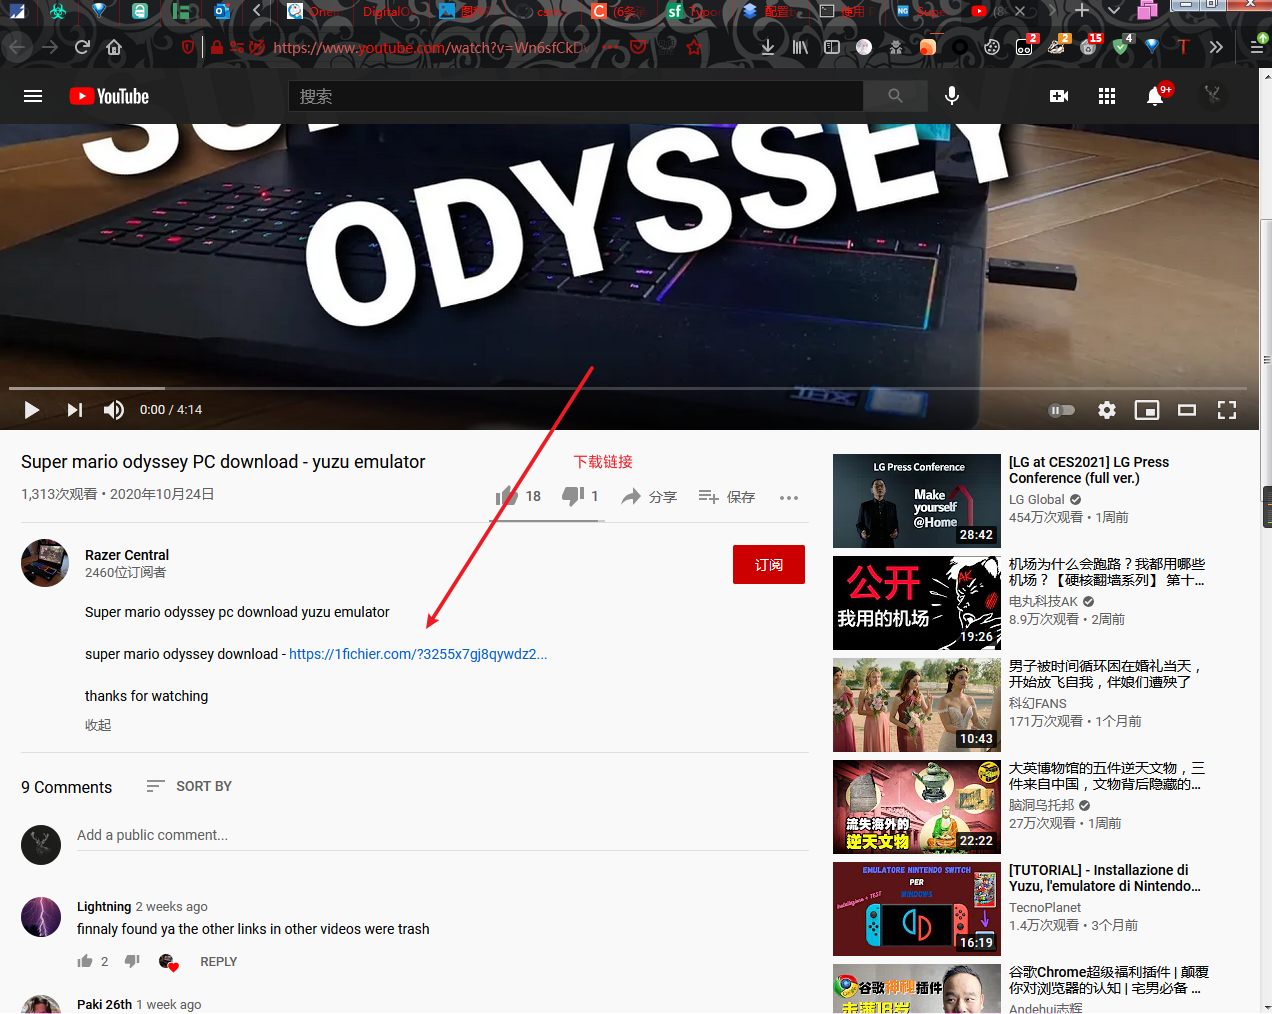 DigitalO
(6条
Typor
配置
使用
Supe
(8
2
2
15
4
https://www.youtube.com/watch?v=Wn6sfCkDv
YouTube
搜索
9+
ODYSSEY
0:00 / 4:14
Super mario odyssey PC download - yuzu emulator
下载链接
1,313次观看 • 2020年10月24日
18
1
分享
保存
Razer Central
2460位订阅者
订阅
Super mario odyssey pc download yuzu emulator
super mario odyssey download - https://1fichier.com/?3255x7gj8qywdz2...
thanks for watching
收起
9 Comments
SORT BY
Add a public comment...
Lightning 2 weeks ago
finnaly found ya the other links in other videos were trash
2
REPLY
Paki 26th 1 week ago
LG Press Conference
Make
yourself
@Home
28:42
[LG at CES2021] LG Press
Conference (full ver.)
LG Global
454万次观看 • 1周前
公开
AK
我用的机场
19:26
机场为什么会跑路？我都用哪些
机场？【硬核翻墙系列】 第十...
电丸科技AK
8.9万次观看 • 2周前
10:43
男子被时间循环困在婚礼当天，
开始放飞自我，伴娘们遭殃了
科幻FANS
171万次观看 • 1个月前
流失海外的
逆天文物
22:22
大英博物馆的五件逆天文物，三
件来自中国，文物背后隐藏的...
脑洞乌托邦
27万次观看 • 1周前
EMULATORE NINTENDO SWITCH
PER
WINDOWS
Installazione + TEST
16:19
[TUTORIAL] - Installazione di
Yuzu, l'emulatore di Nintendo...
TecnoPlanet
1.4万次观看 • 3个月前
谷歌神秘插件
未满18岁
谷歌Chrome超级福利插件 | 颠覆
你对浏览器的认知 | 宅男必备 ...
Andehui志辉